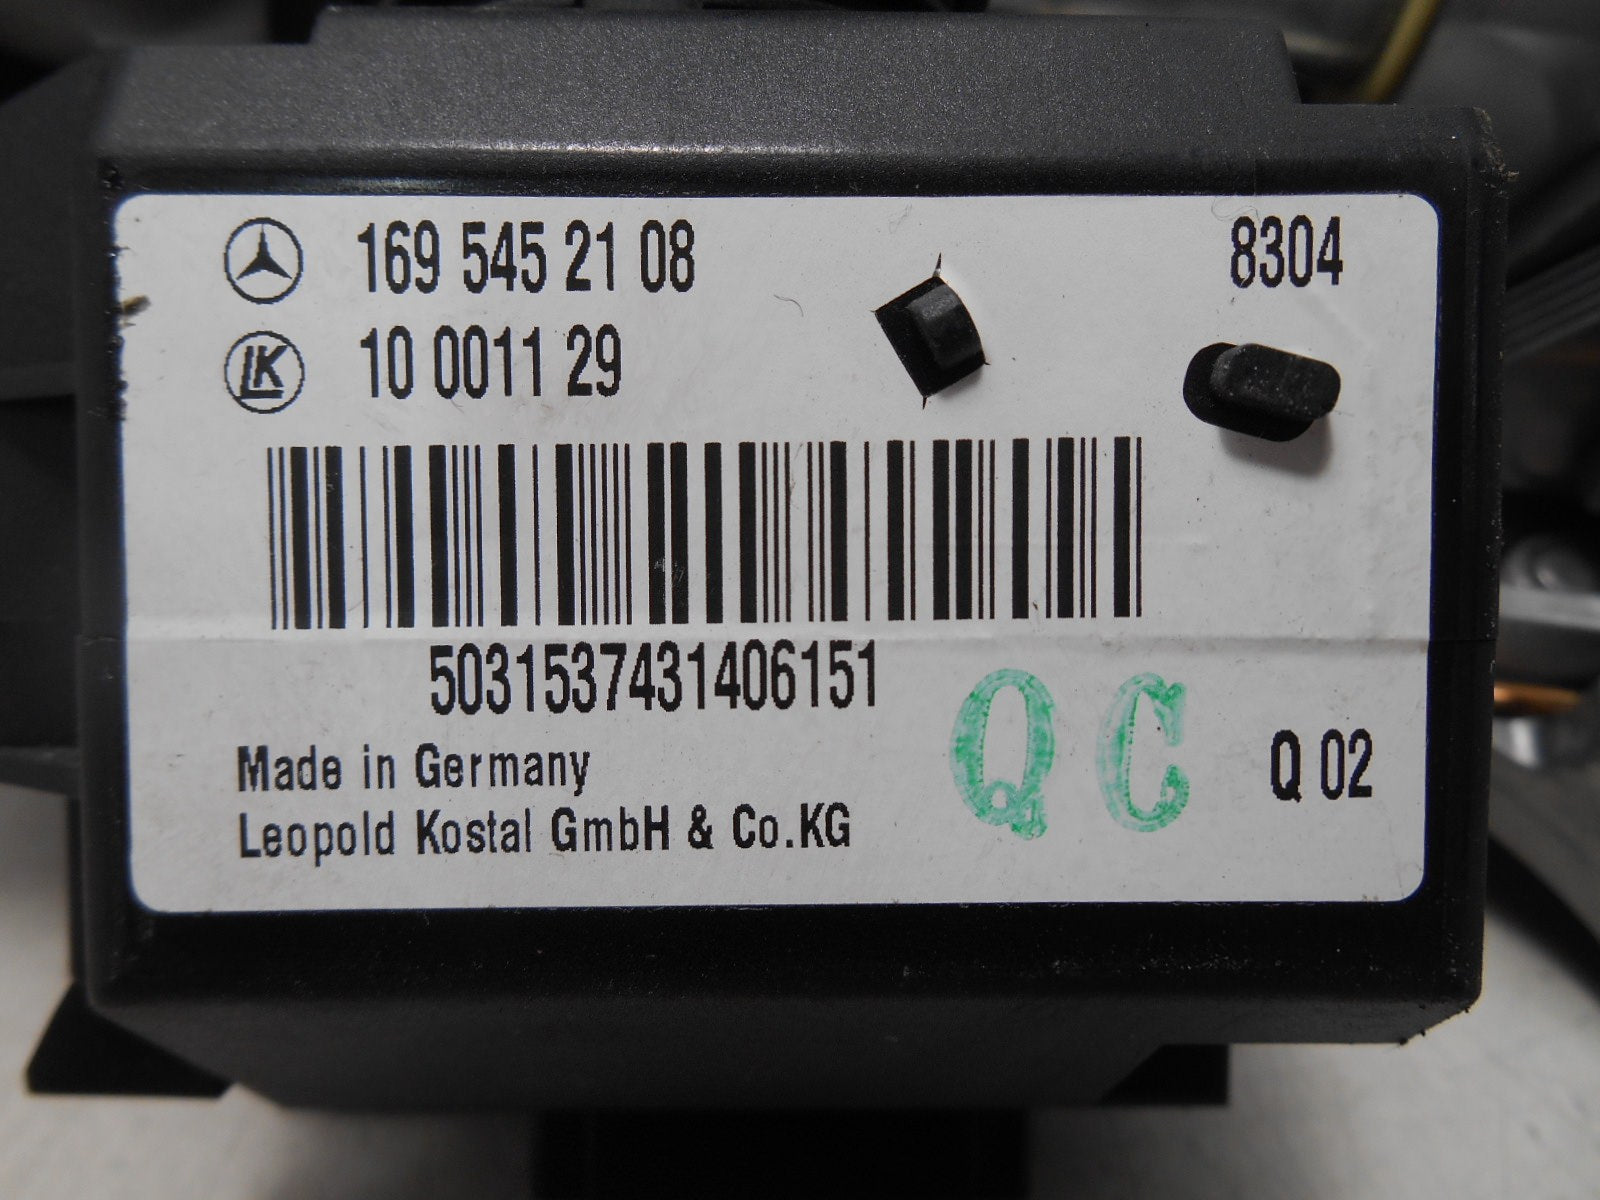 169 545 21 08 8304
LK 10 0011 29
5031537431406151
Made in Germany
Leopold Kostal GmbH & Co.KG
QC Q 02